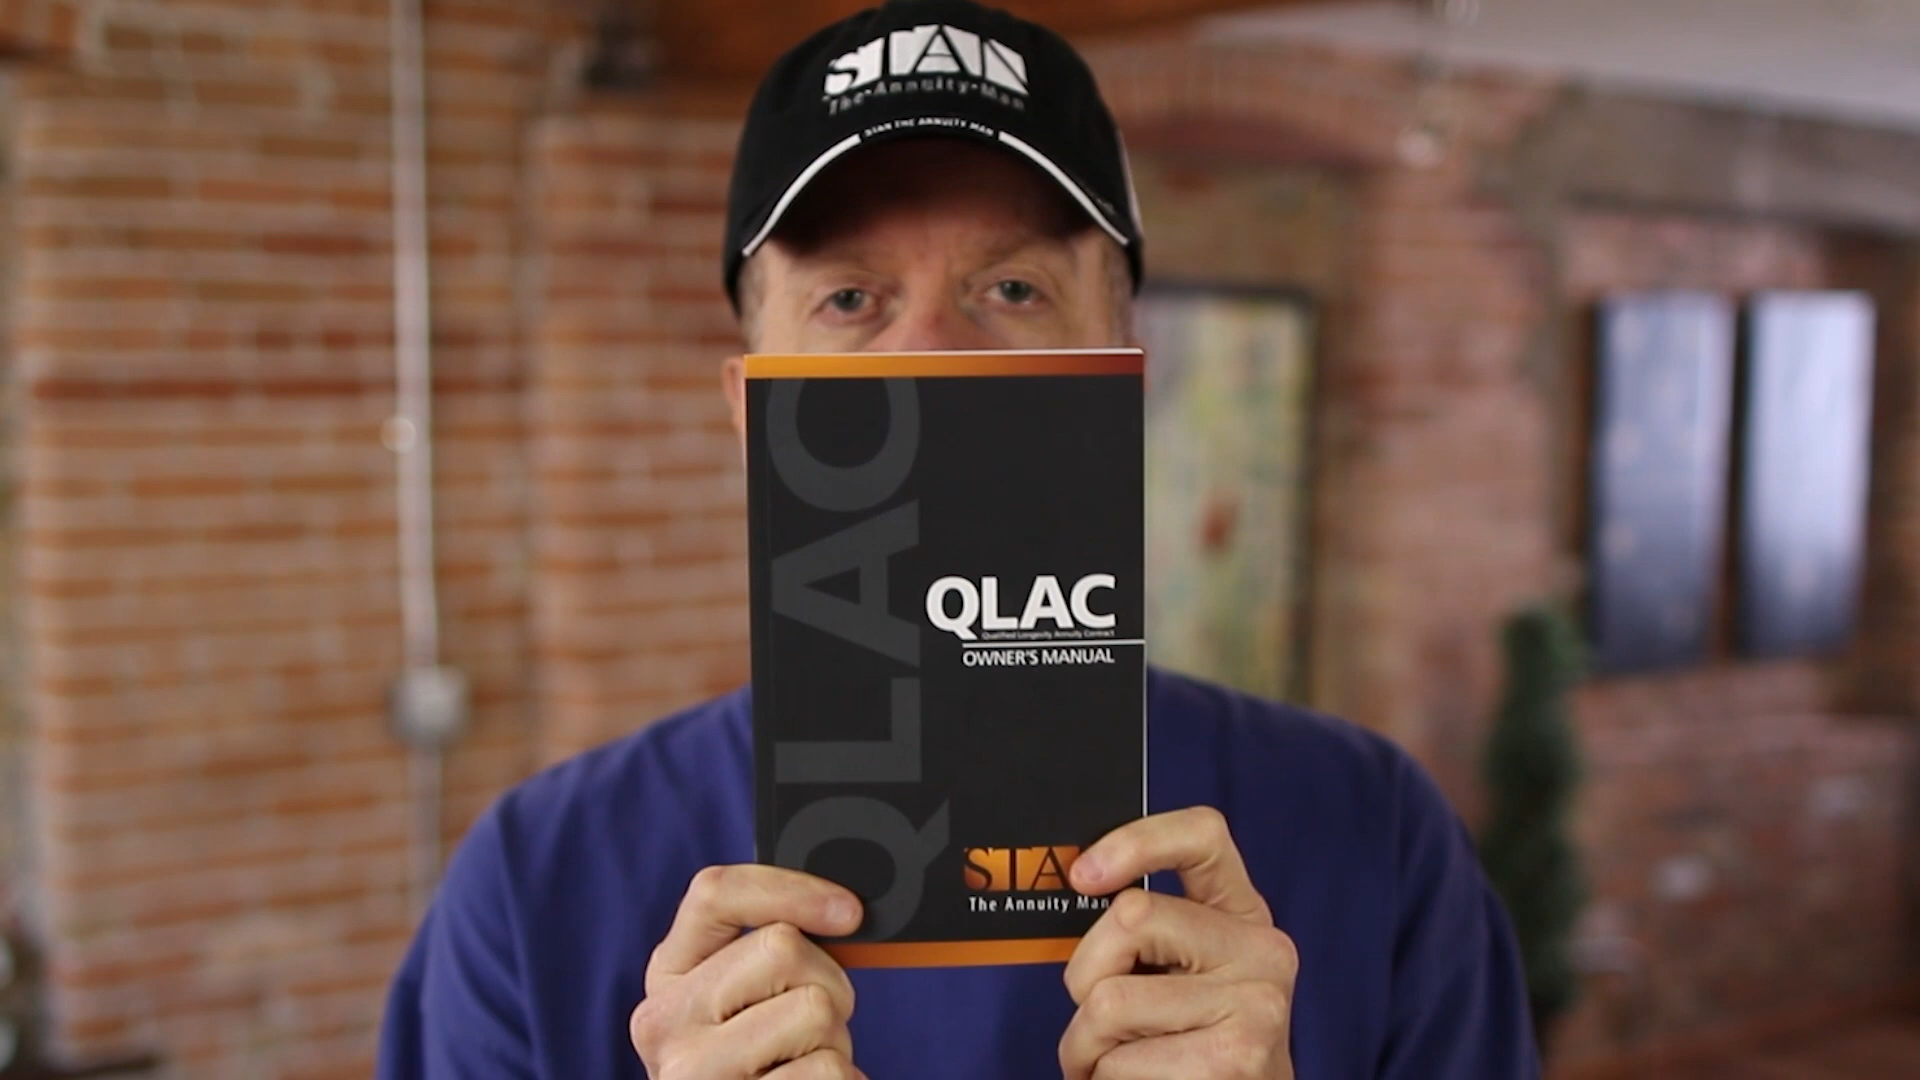 STAN
The·Annuity·Man
STAN THE ANNUITY MAN
QLAC
QLAC
Qualified Longevity Annuity Contract
OWNER'S MANUAL
STA
The Annuity Man